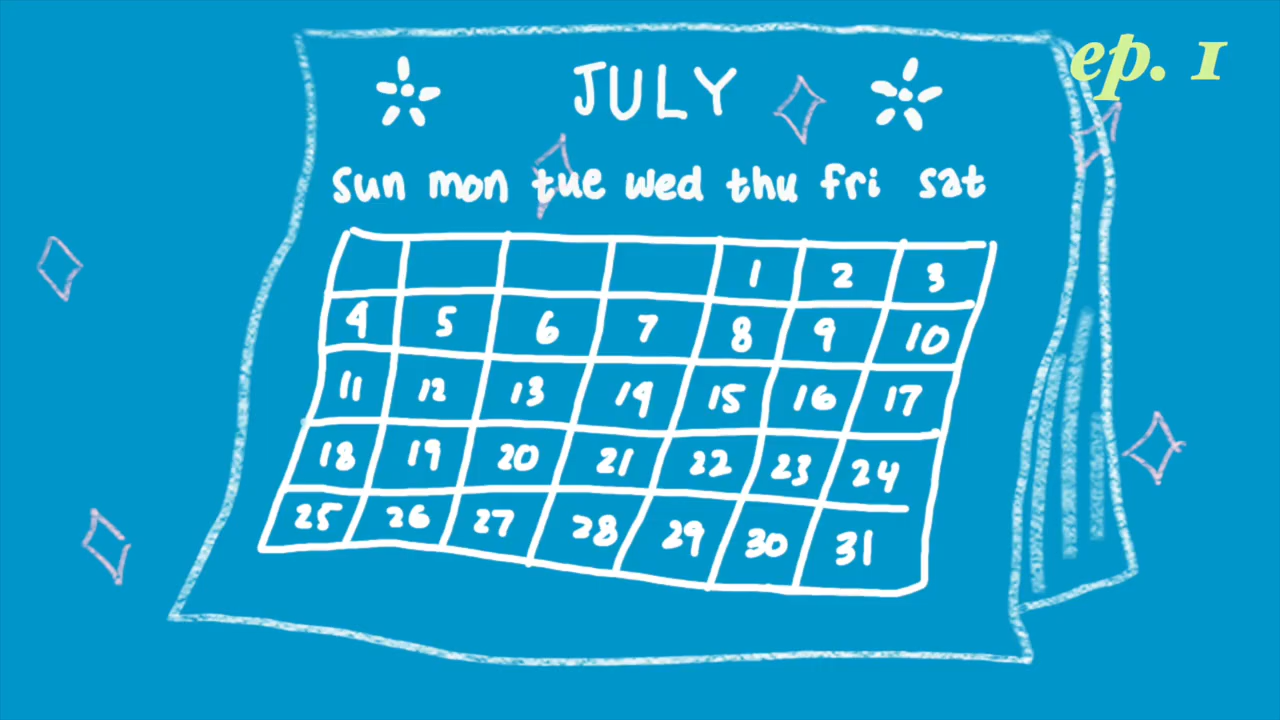 ep. 1
JULY
sun mon tue wed thu fri sat
1 2 3
4 5 6 7 8 9 10
11 12 13 14 15 16 17
18 19 20 21 22 23 24
25 26 27 28 29 30 31